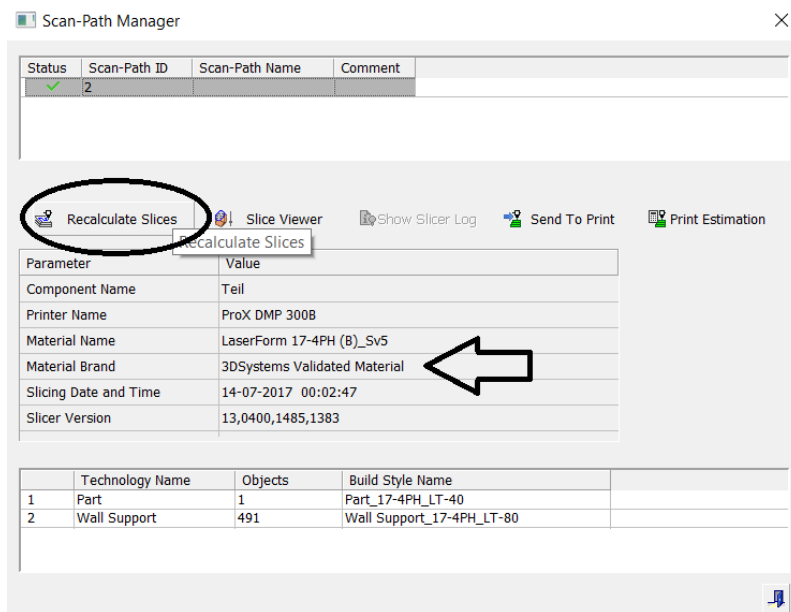 Scan-Path Manager
Status Scan-Path ID Scan-Path Name Comment
2
Recalculate Slices Slice Viewer Show Slicer Log Send To Print Print Estimation
Recalculate Slices
Parameter Value
Component Name Teil
Printer Name ProX DMP 300B
Material Name LaserForm 17-4PH (B)_Sv5
Material Brand 3DSystems Validated Material
Slicing Date and Time 14-07-2017 00:02:47
Slicer Version 13,0400,1485,1383
Technology Name Objects Build Style Name
1 Part 1 Part_17-4PH_LT-40
2 Wall Support 491 Wall Support_17-4PH_LT-80